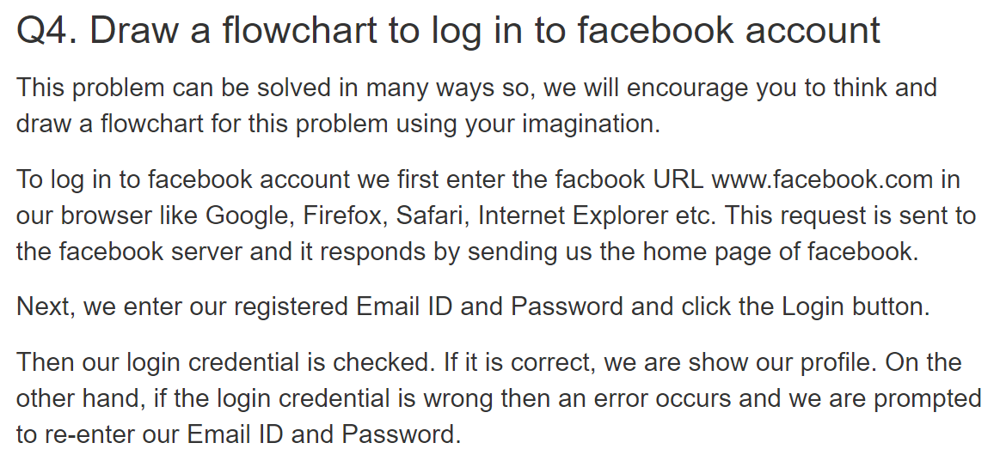 Q4. Draw a flowchart to log in to facebook account
This problem can be solved in many ways so, we will encourage you to think and
draw a flowchart for this problem using your imagination.
To log in to facebook account we first enter the facbook URL www.facebook.com in
our browser like Google, Firefox, Safari, Internet Explorer etc. This request is sent to
the facebook server and it responds by sending us the home page of facebook.
Next, we enter our registered Email ID and Password and click the Login button.
Then our login credential is checked. If it is correct, we are show our profile. On the
other hand, if the login credential is wrong then an error occurs and we are prompted
to re-enter our Email ID and Password.